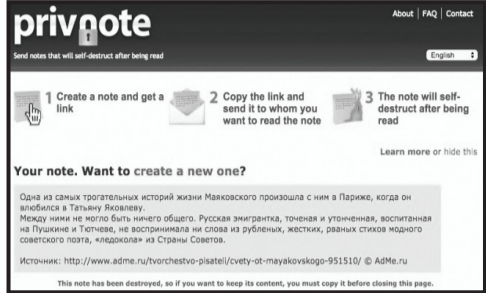 privnote
About | FAQ | Contact
Send notes that will self-destruct after being read
English
1 Create a note and get a
link
2 Copy the link and
send it to whom you
want to read the note
3 The note will self-
destruct after being
read
Learn more or hide this
Your note. Want to create a new one?
Одна из самых трогательных историй жизни Маяковского произошла с ним в Париже, когда он
влюбился в Татьяну Яковлеву.
Между ними не могло быть ничего общего. Русская эмигрантка, точеная и утонченная, воспитанная
на Пушкине и Тютчеве, не воспринимала ни слова из рубленых, жестких, рваных стихов модного
советского поэта, «ледокола» из Страны Советов.
Источник: http://www.adme.ru/tvorchestvo-pisateli/cvety-ot-mayakovskogo-951510/ © AdMe.ru
This note has been destroyed, so if you want to keep its content, you must copy it before closing this page.